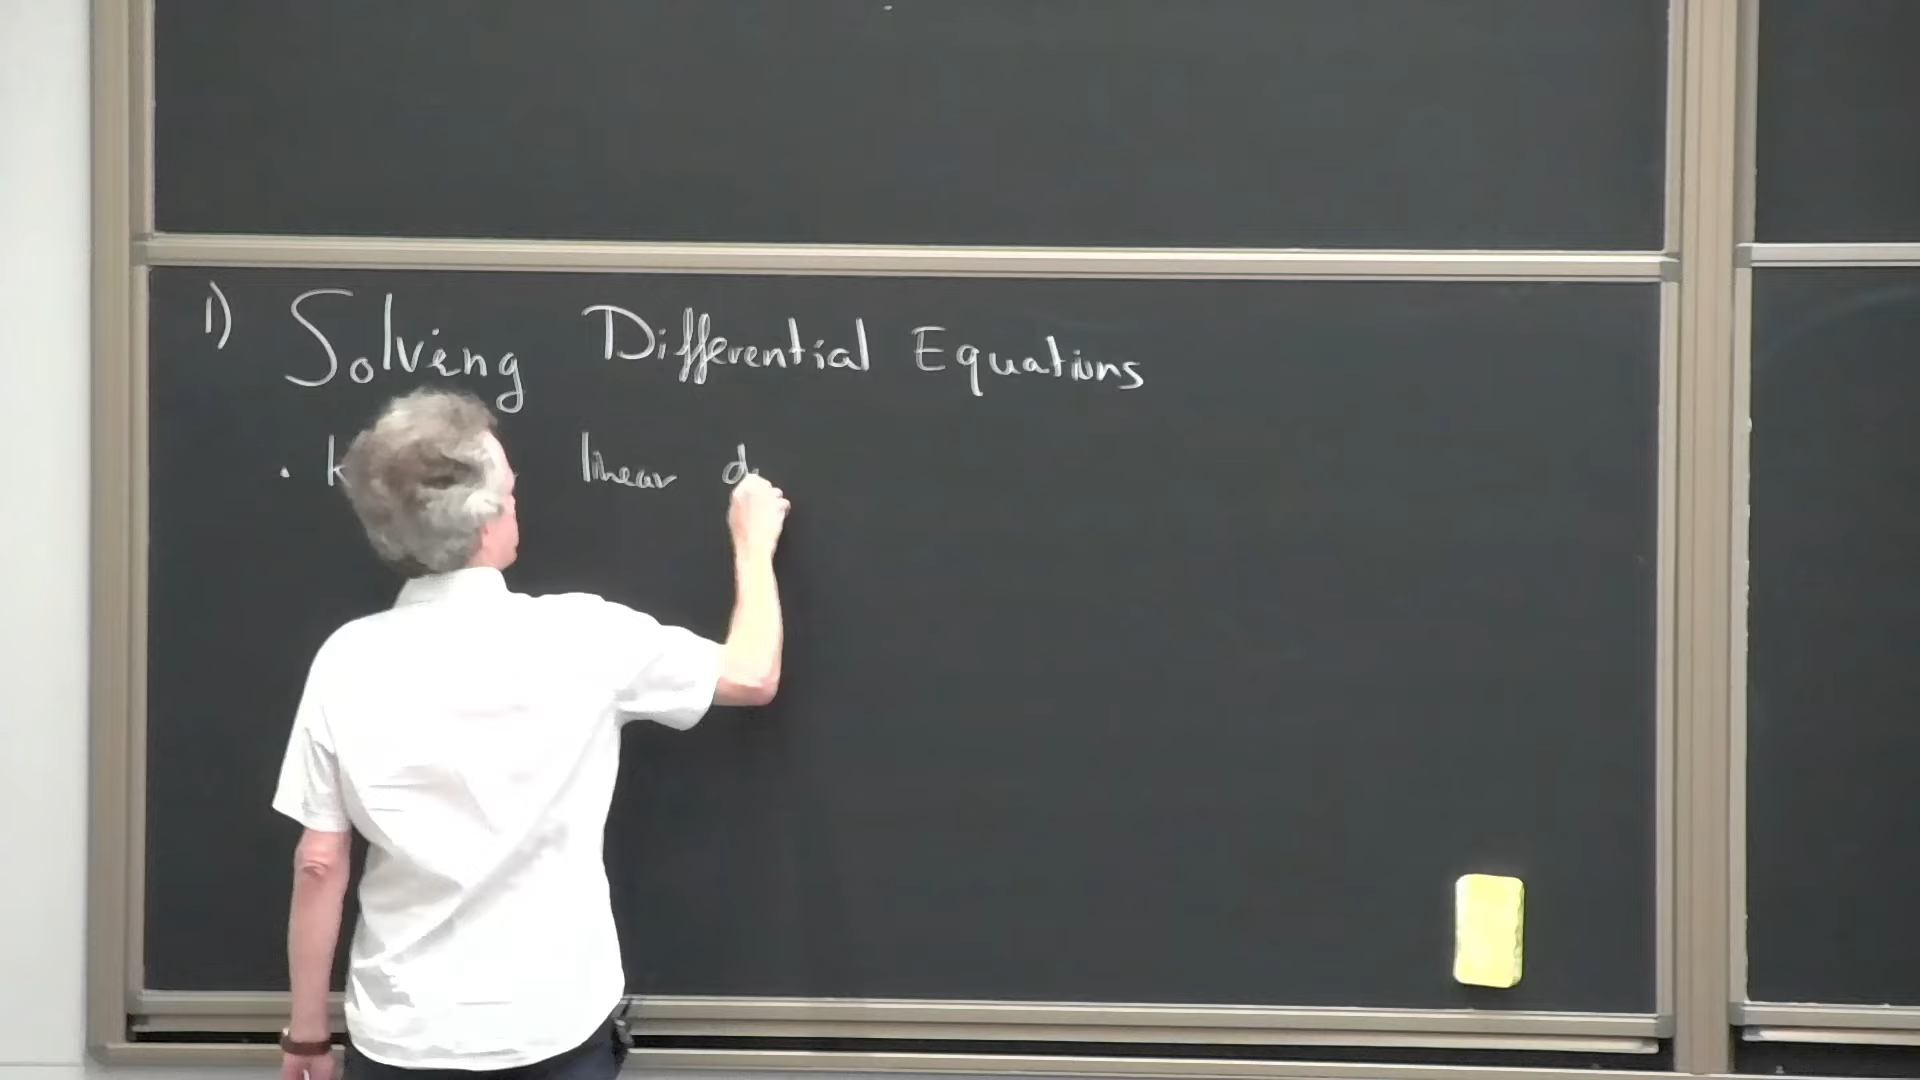 1) Solving Differential Equations
. linear